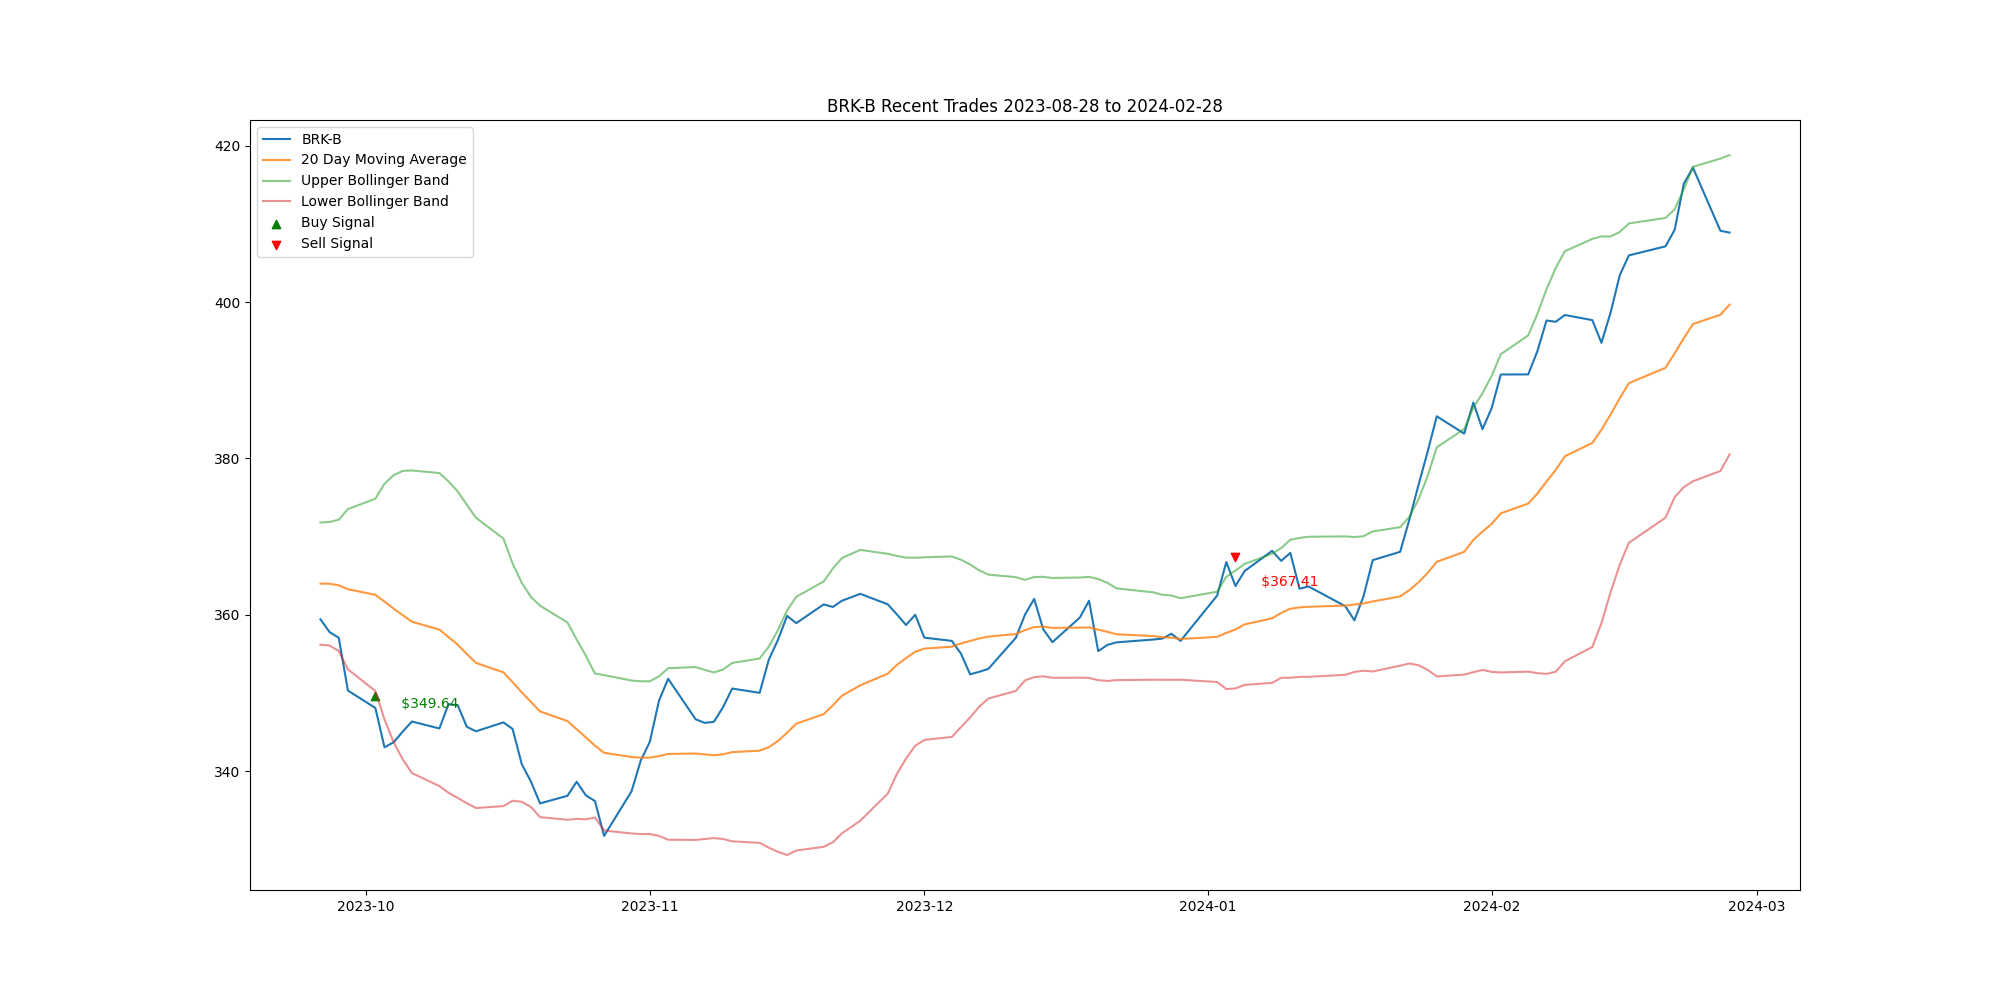 BRK-B Recent Trades 2023-08-28 to 2024-02-28
BRK-B
20 Day Moving Average
Upper Bollinger Band
Lower Bollinger Band
Buy Signal
Sell Signal
420
400
380
360
340
$367.41
$349.64
2023-10
2023-11
2023-12
2024-01
2024-02
2024-03